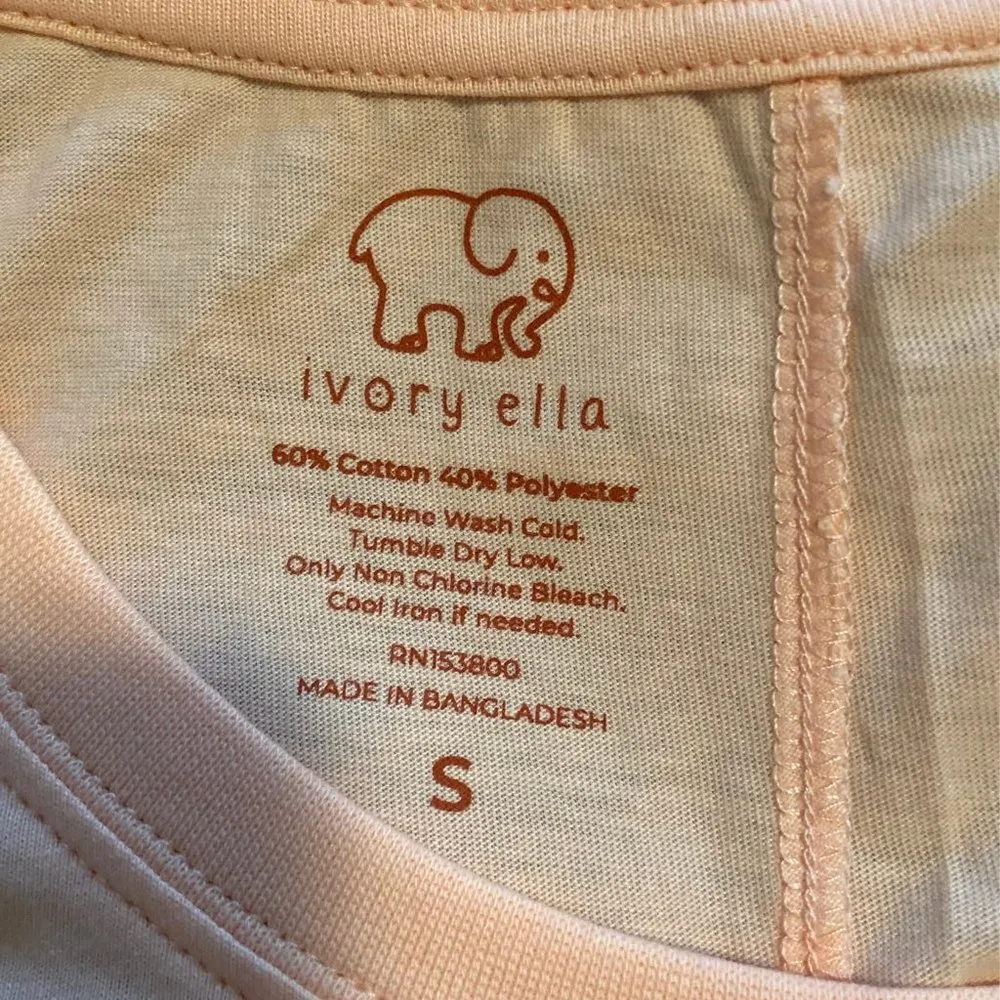 ivory ella
60% Cotton 40% Polyester
Machine Wash Cold.
Tumble Dry Low.
Only Non Chlorine Bleach.
Cool Iron if needed.
RN153800
MADE IN BANGLADESH
S